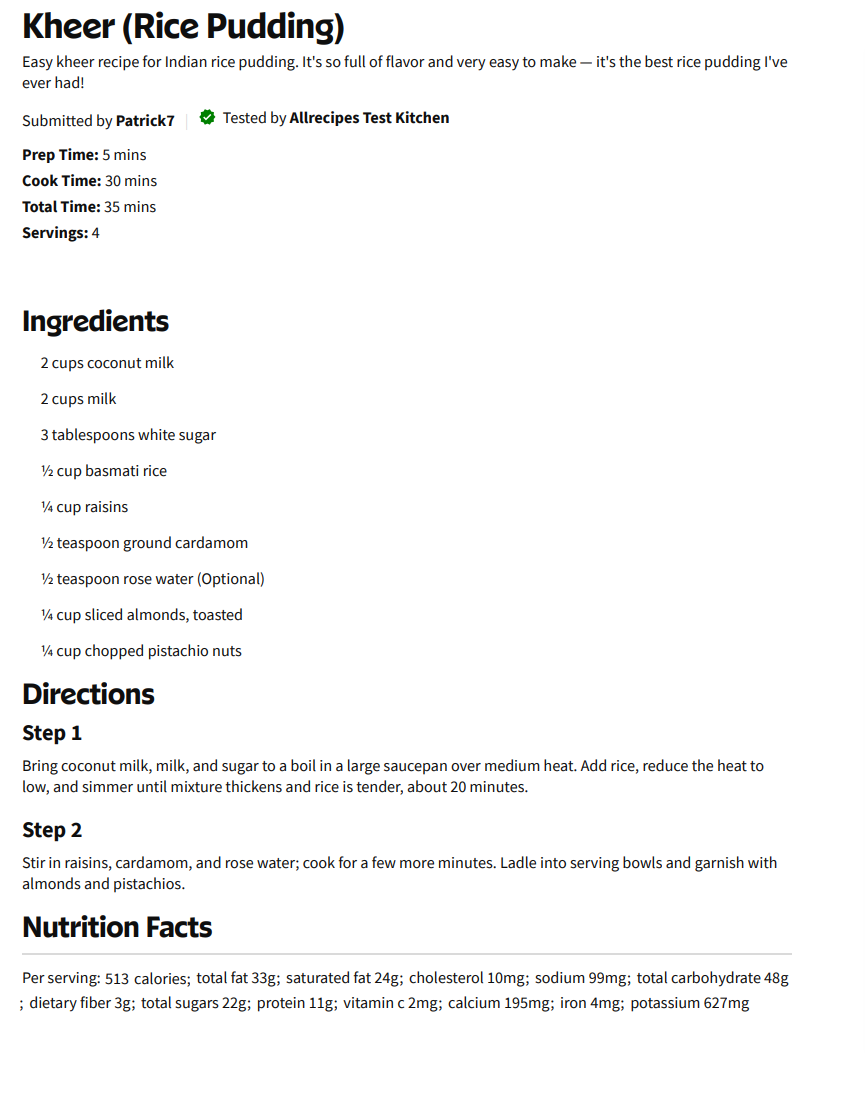 Kheer (Rice Pudding)
Easy kheer recipe for Indian rice pudding. It's so full of flavor and very easy to make — it's the best rice pudding I've
ever had!
Submitted by Patrick7 Tested by Allrecipes Test Kitchen
Prep Time: 5 mins
Cook Time: 30 mins
Total Time: 35 mins
Servings: 4
Ingredients
2 cups coconut milk
2 cups milk
3 tablespoons white sugar
½ cup basmati rice
¼ cup raisins
½ teaspoon ground cardamom
½ teaspoon rose water (Optional)
¼ cup sliced almonds, toasted
¼ cup chopped pistachio nuts
Directions
Step 1
Bring coconut milk, milk, and sugar to a boil in a large saucepan over medium heat. Add rice, reduce the heat to
low, and simmer until mixture thickens and rice is tender, about 20 minutes.
Step 2
Stir in raisins, cardamom, and rose water; cook for a few more minutes. Ladle into serving bowls and garnish with
almonds and pistachios.
Nutrition Facts
Per serving: 513 calories; total fat 33g; saturated fat 24g; cholesterol 10mg; sodium 99mg; total carbohydrate 48g
; dietary fiber 3g; total sugars 22g; protein 11g; vitamin c 2mg; calcium 195mg; iron 4mg; potassium 627mg